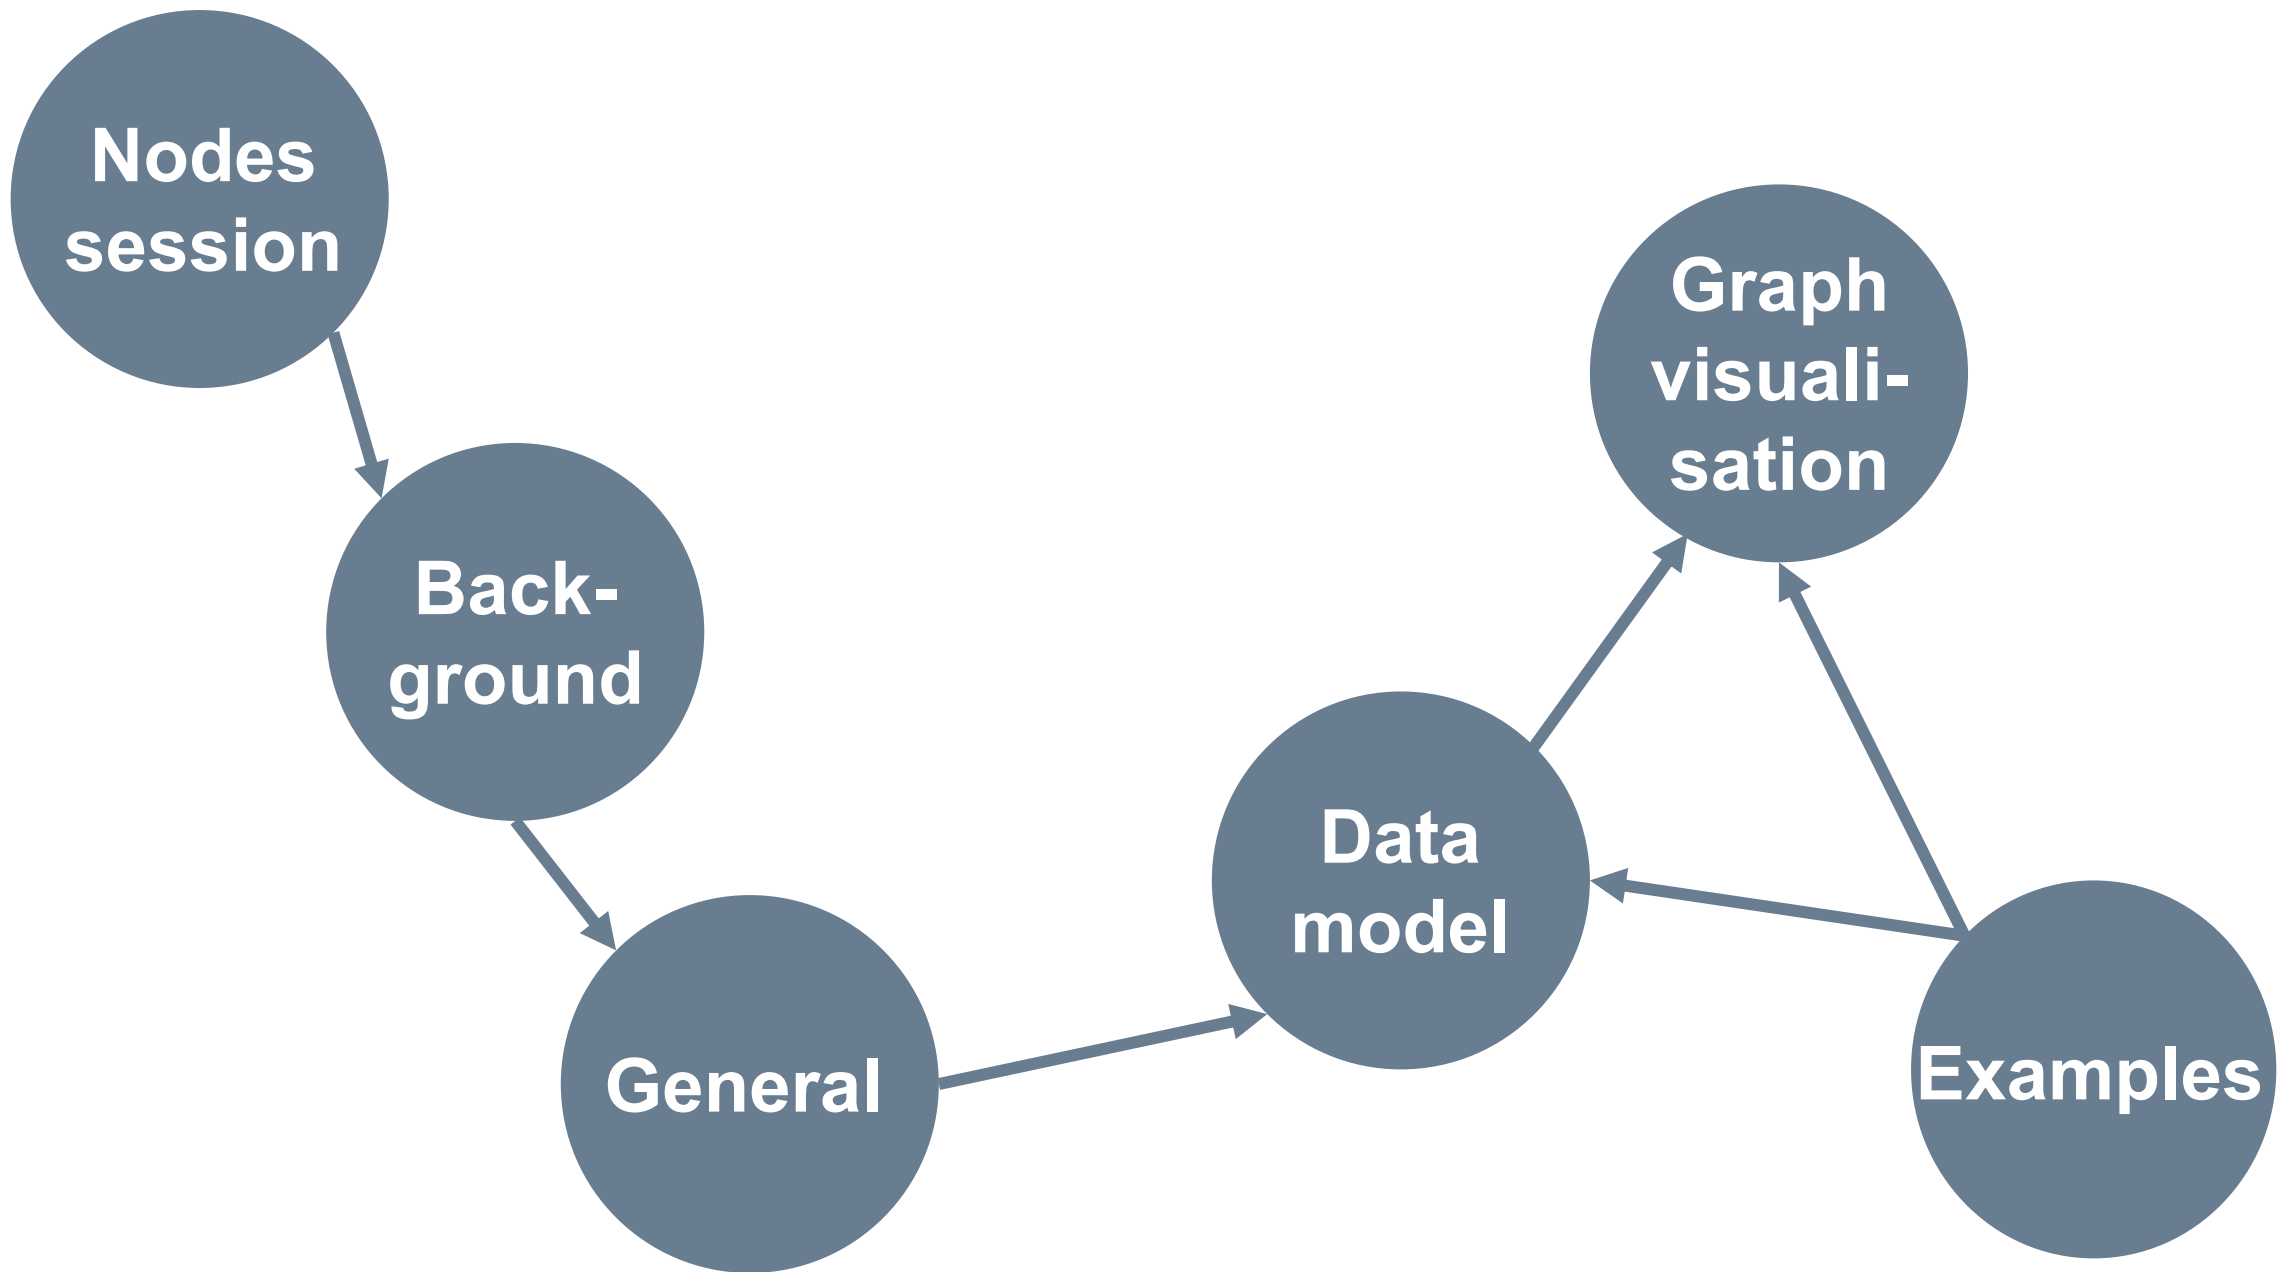 Nodes
session
Back-
ground
General
Data
model
Graph
visuali-
sation
Examples